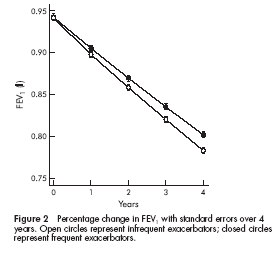 0.95
0.90
0.85
0.80
0.75
FEV1 (l)
0 1 2 3 4
Years
Figure 2 Percentage change in FEV1 with standard errors over 4
years. Open circles represent infrequent exacerbators; closed circles
represent frequent exacerbators.